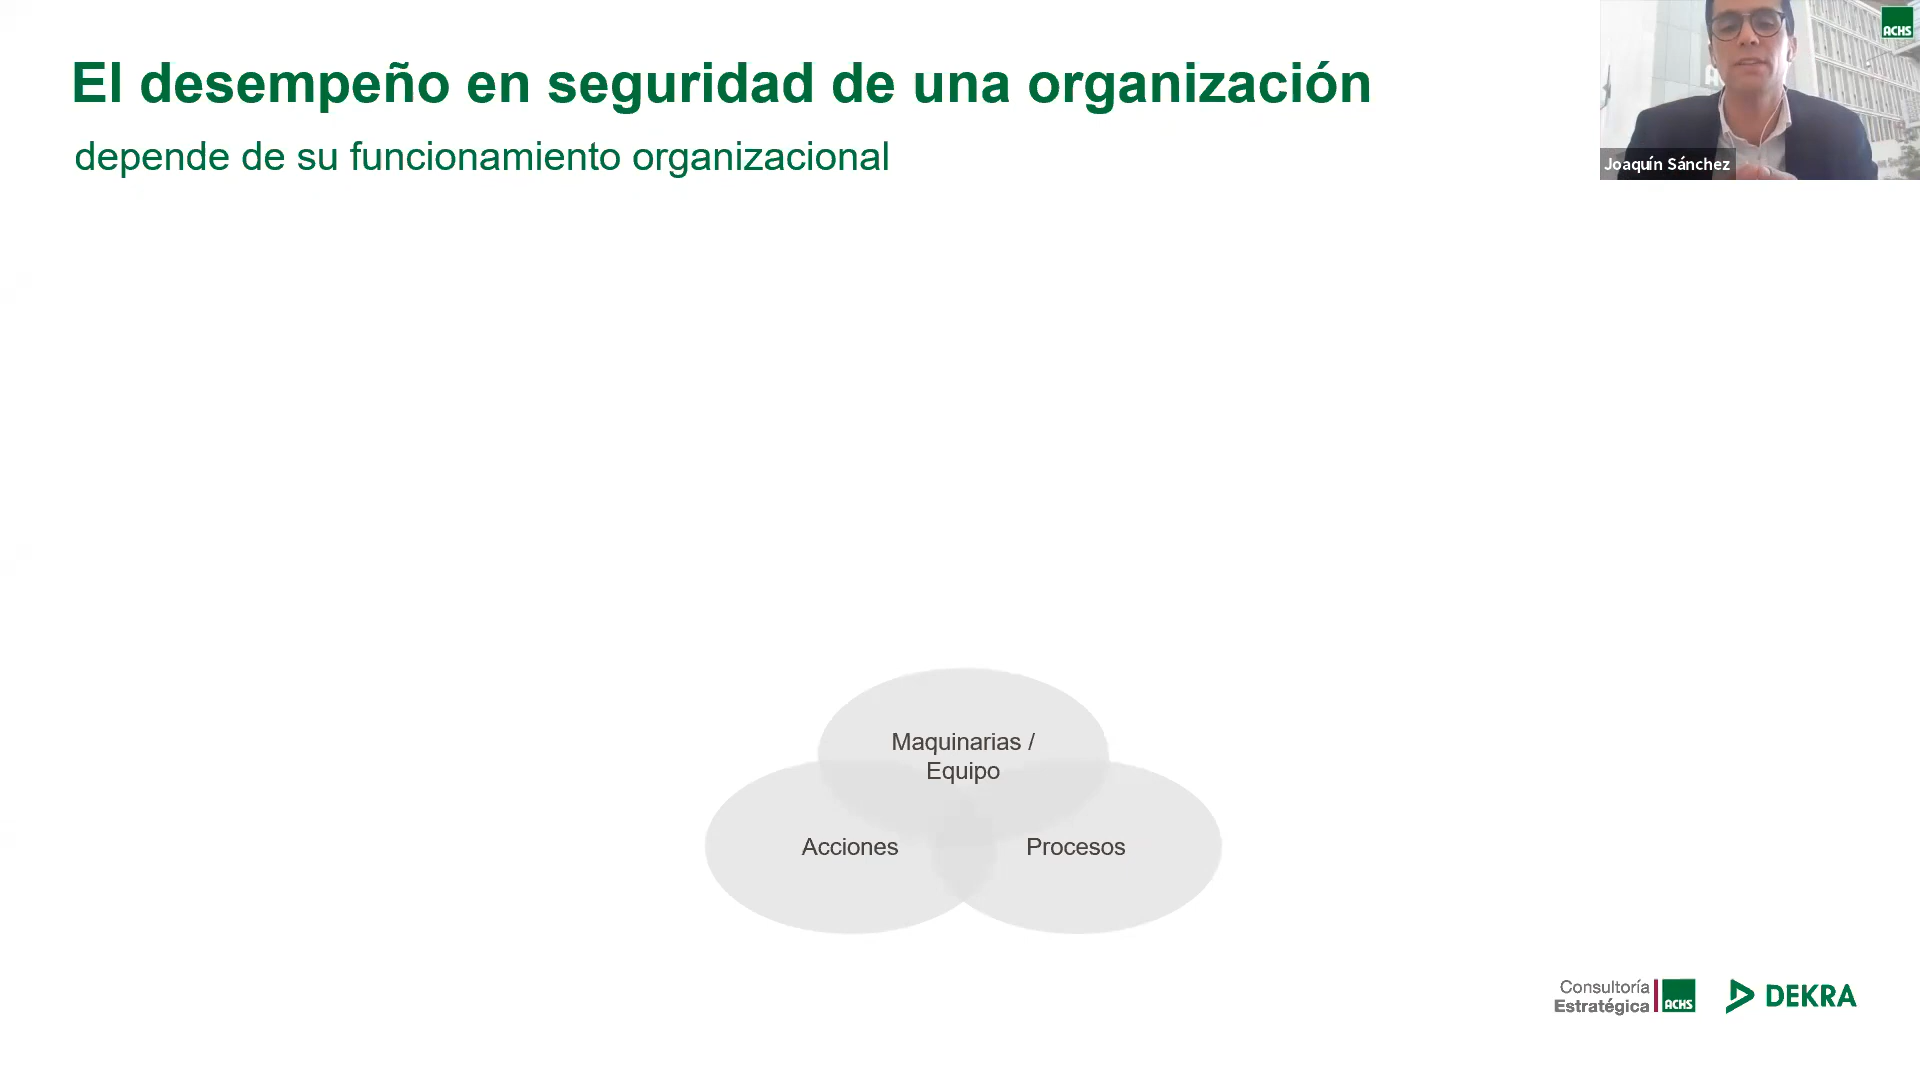 El desempeño en seguridad de una organización
depende de su funcionamiento organizacional
ACHS
Joaquín Sánchez
Maquinarias /
Equipo
Acciones
Procesos
Consultoría
Estratégica
ACHS
DEKRA